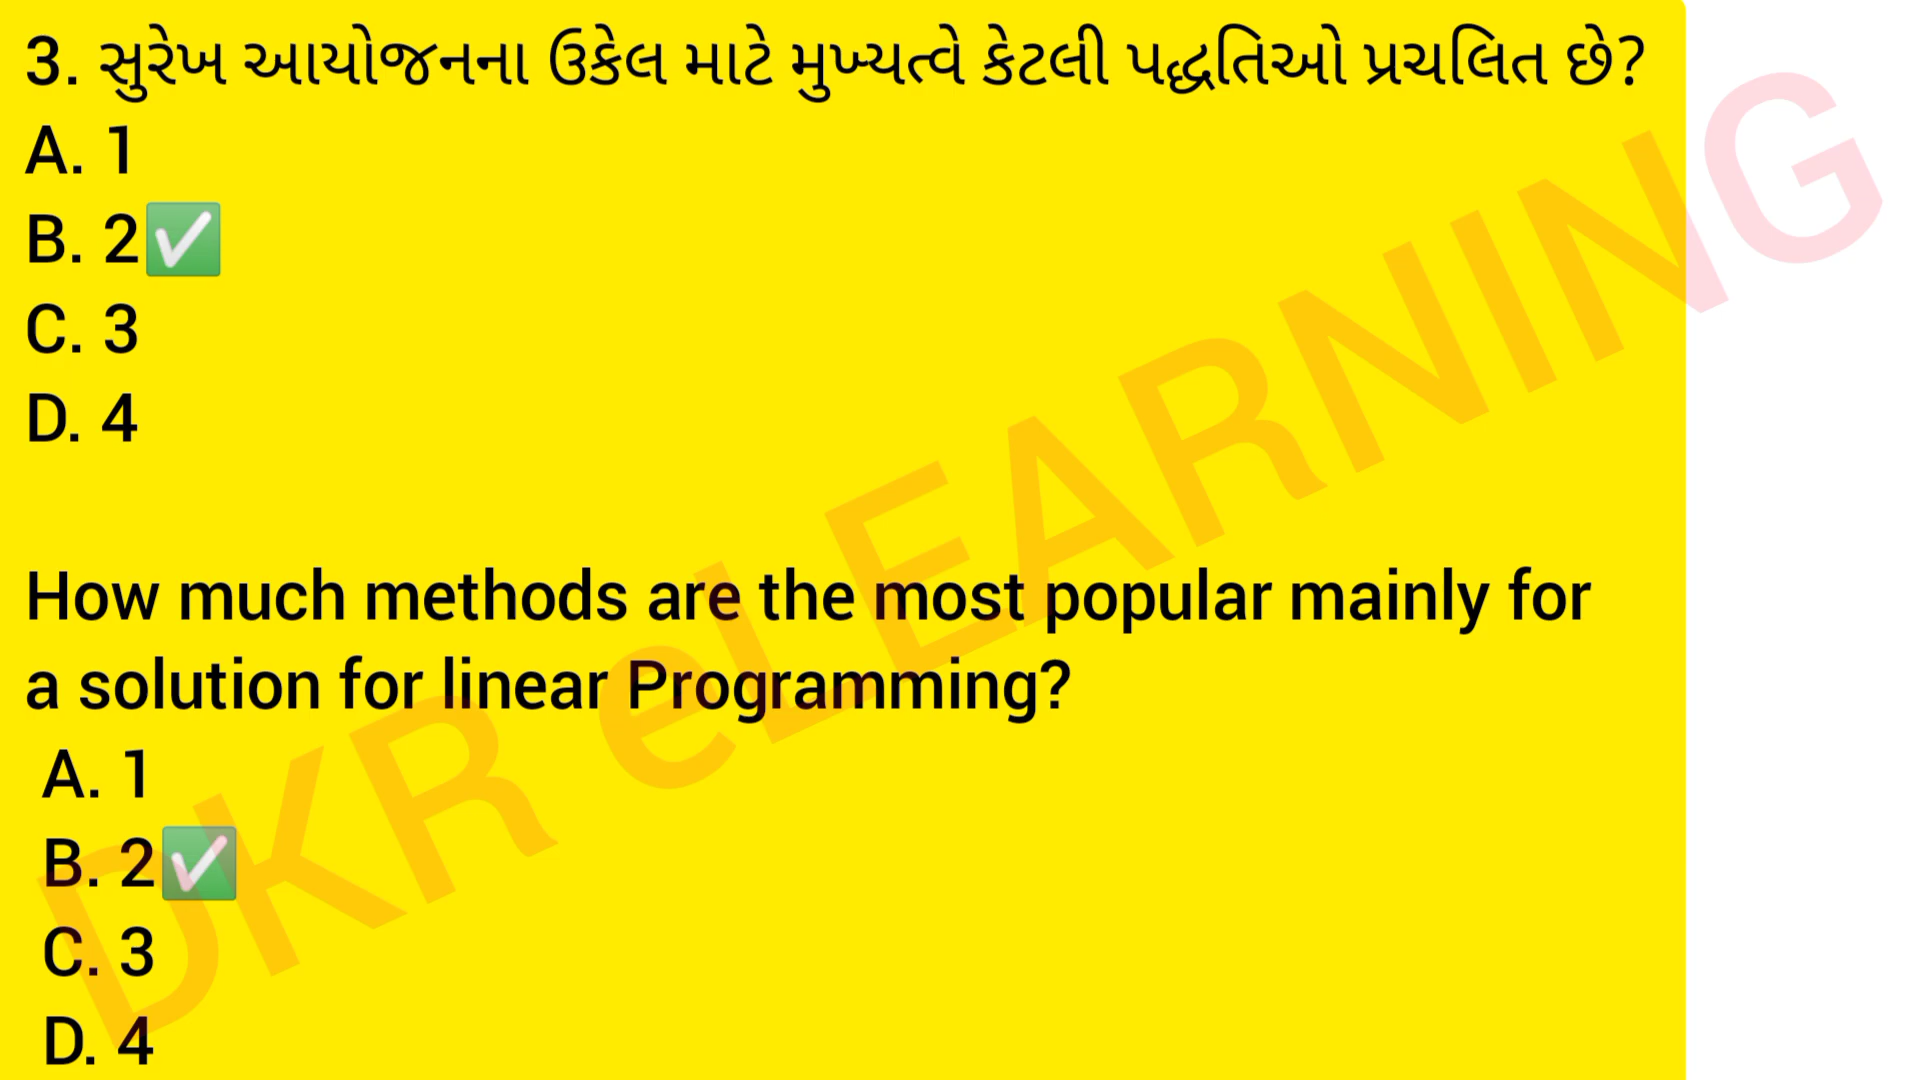 3. સુરેખ આયોજનના ઉકેલ માટે મુખ્યત્વે કેટલી પદ્ધતિઓ પ્રચલિત છે?
A. 1
B. 2✅
C. 3
D. 4
How much methods are the most popular mainly for
a solution for linear Programming?
A. 1
B. 2✅
C. 3
D. 4
DKR eLEARNING